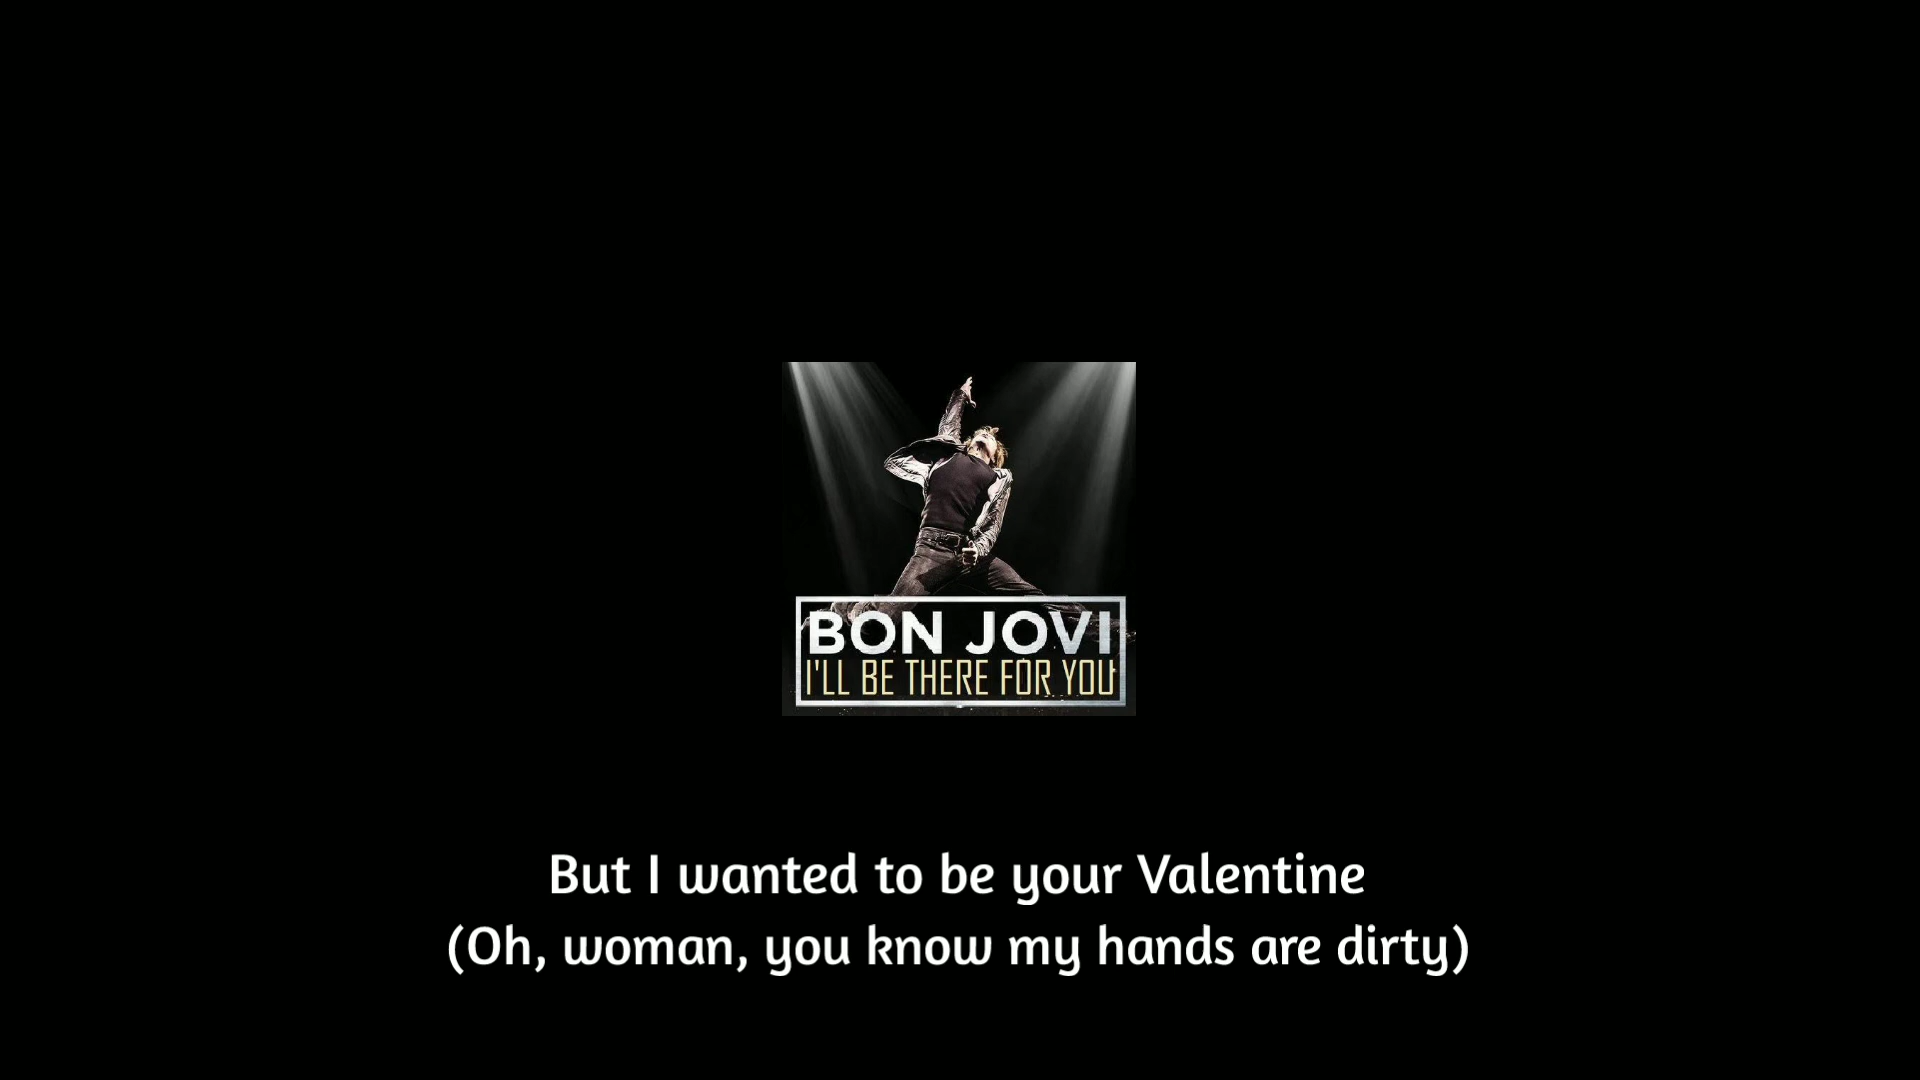 BON JOVI
I'LL BE THERE FOR YOU
But I wanted to be your Valentine
(Oh, woman, you know my hands are dirty)